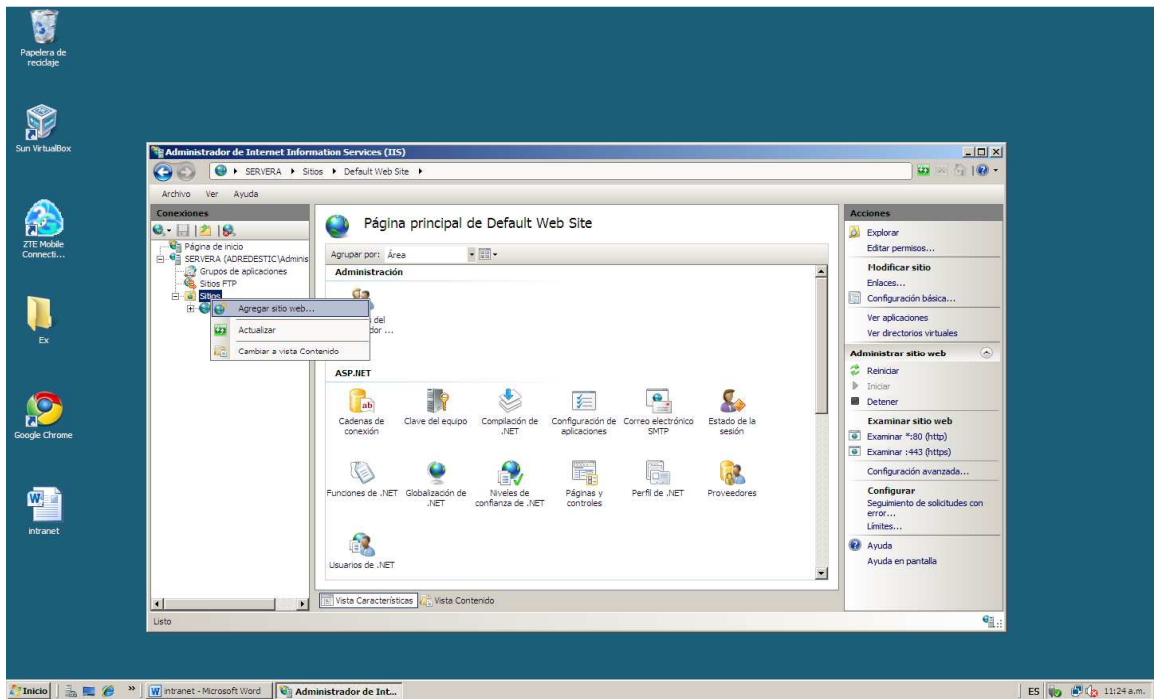 Papelera de
reciclaje
Sun VirtualBox
ZTE Mobile
Connecti...
Ex
Google Chrome
intranet
Administrador de Internet Information Services (IIS)
SERVERA Sitios Default Web Site
Archivo Ver Ayuda
Conexiones
Página de inicio
SERVERA (ADREDESTIC\Adminis
Grupos de aplicaciones
Sitios FTP
Sitios
Agregar sitio web...
Actualizar
Cambiar a vista Contenido
Página principal de Default Web Site
Agrupar por: Área
Administración
del
dor ...
ASP.NET
Cadenas de
conexión
Clave del equipo
Compilación de
.NET
Configuración de
aplicaciones
Correo electrónico
SMTP
Estado de la
sesión
Funciones de .NET
Globalización de
.NET
Niveles de
confianza de .NET
Páginas y
controles
Perfil de .NET
Proveedores
Usuarios de .NET
Vista Características Vista Contenido
Acciones
Explorar
Editar permisos...
Modificar sitio
Enlaces...
Configuración básica...
Ver aplicaciones
Ver directorios virtuales
Administrar sitio web
Reiniciar
Iniciar
Detener
Examinar sitio web
Examinar *:80 (http)
Examinar :443 (https)
Configuración avanzada...
Configurar
Seguimiento de solicitudes con
error...
Límites...
Ayuda
Ayuda en pantalla
Listo
Inicio » intranet - Microsoft Word Administrador de Int... ES 11:24 a.m.